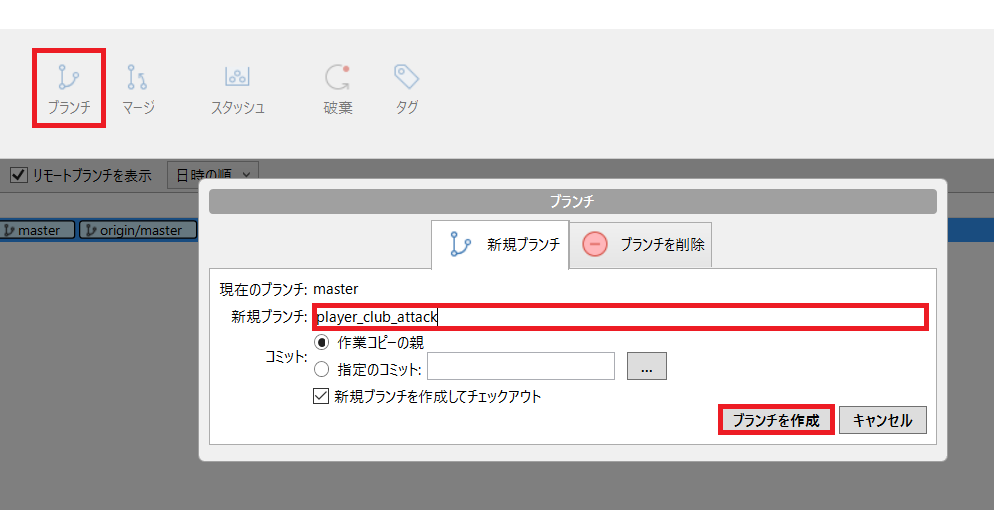 ブランチ マージ スタッシュ 破棄 タグ
リモートブランチを表示 日時の順
master origin/master
ブランチ
新規ブランチ ブランチを削除
現在のブランチ: master
新規ブランチ: player_club_attack
コミット: 作業コピーの親
指定のコミット: ...
新規ブランチを作成してチェックアウト
ブランチを作成 キャンセル